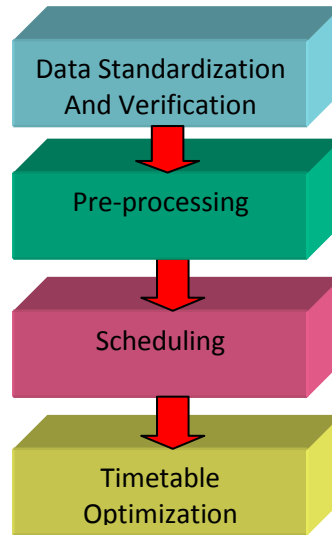 Data Standardization
And Verification
Pre-processing
Scheduling
Timetable
Optimization